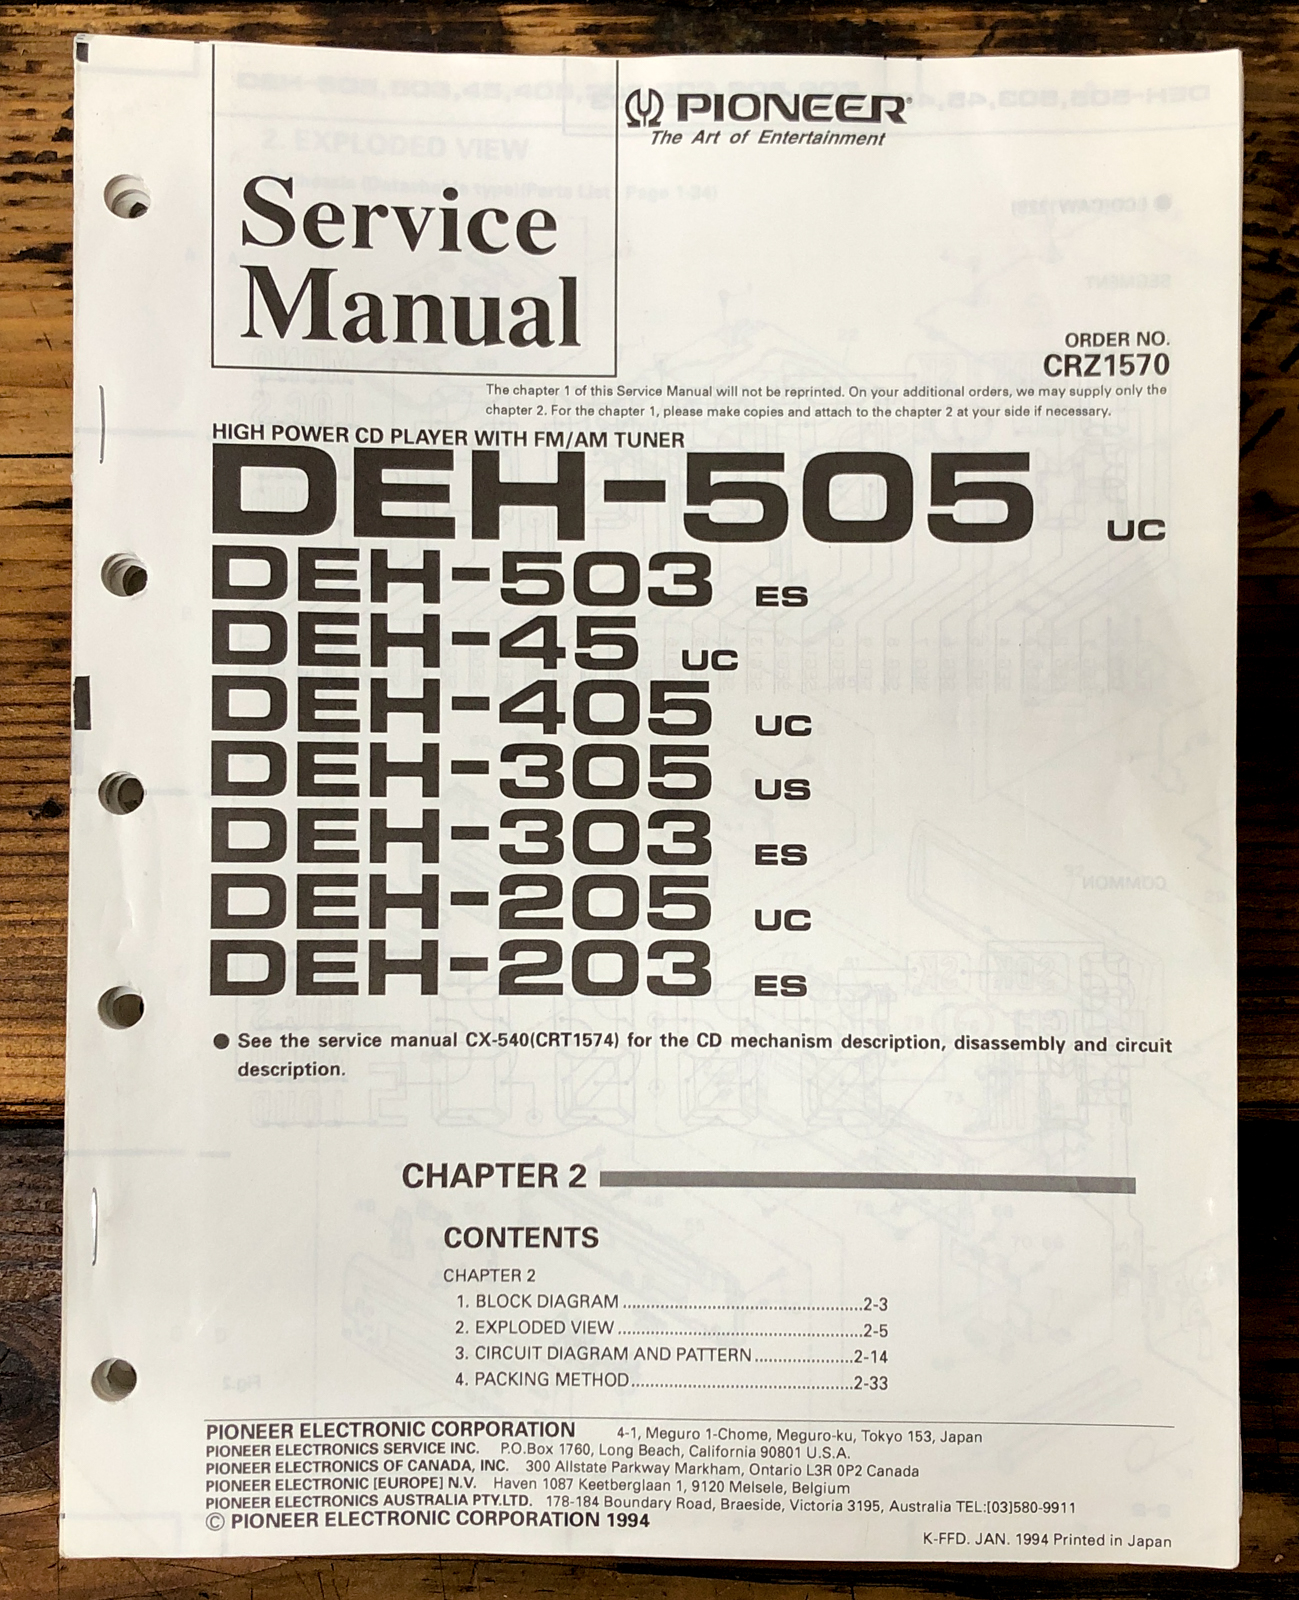 PIONEER
The Art of Entertainment
Service
Manual
ORDER NO.
CRZ1570
The chapter 1 of this Service Manual will not be reprinted. On your additional orders, we may supply only the
chapter 2. For the chapter 1, please make copies and attach to the chapter 2 at your side if necessary.
HIGH POWER CD PLAYER WITH FM/AM TUNER
DEH-505 UC
DEH-503 ES
DEH-45 UC
DEH-405 UC
DEH-305 US
DEH-303 ES
DEH-205 UC
DEH-203 ES
● See the service manual CX-540(CRT1574) for the CD mechanism description, disassembly and circuit
description.
CHAPTER 2
CONTENTS
CHAPTER 2
1. BLOCK DIAGRAM ....................................................2-3
2. EXPLODED VIEW .....................................................2-5
3. CIRCUIT DIAGRAM AND PATTERN .....................2-14
4. PACKING METHOD................................................2-33
PIONEER ELECTRONIC CORPORATION 4-1, Meguro 1-Chome, Meguro-ku, Tokyo 153, Japan
PIONEER ELECTRONICS SERVICE INC. P.O.Box 1760, Long Beach, California 90801 U.S.A.
PIONEER ELECTRONICS OF CANADA, INC. 300 Allstate Parkway Markham, Ontario L3R 0P2 Canada
PIONEER ELECTRONIC [EUROPE] N.V. Haven 1087 Keetberglaan 1, 9120 Melsele, Belgium
PIONEER ELECTRONICS AUSTRALIA PTY.LTD. 178-184 Boundary Road, Braeside, Victoria 3195, Australia TEL:[03]580-9911
© PIONEER ELECTRONIC CORPORATION 1994
K-FFD. JAN. 1994 Printed in Japan